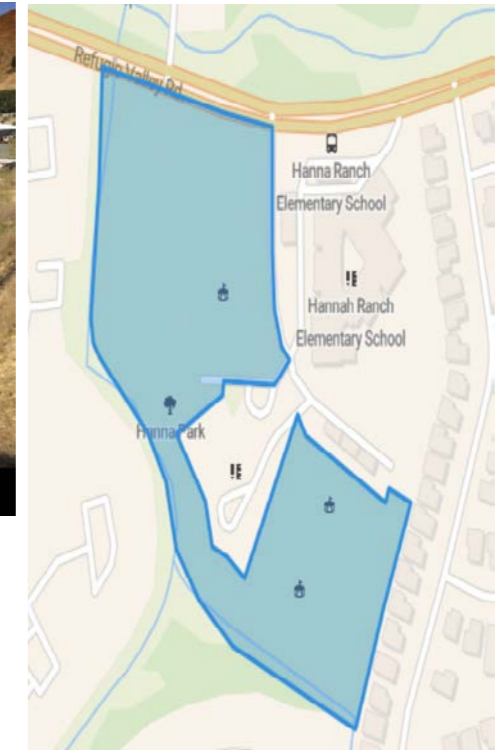 Refugio Valley Rd
Hanna Ranch
Elementary School
Hannah Ranch
Elementary School
Hanna Park